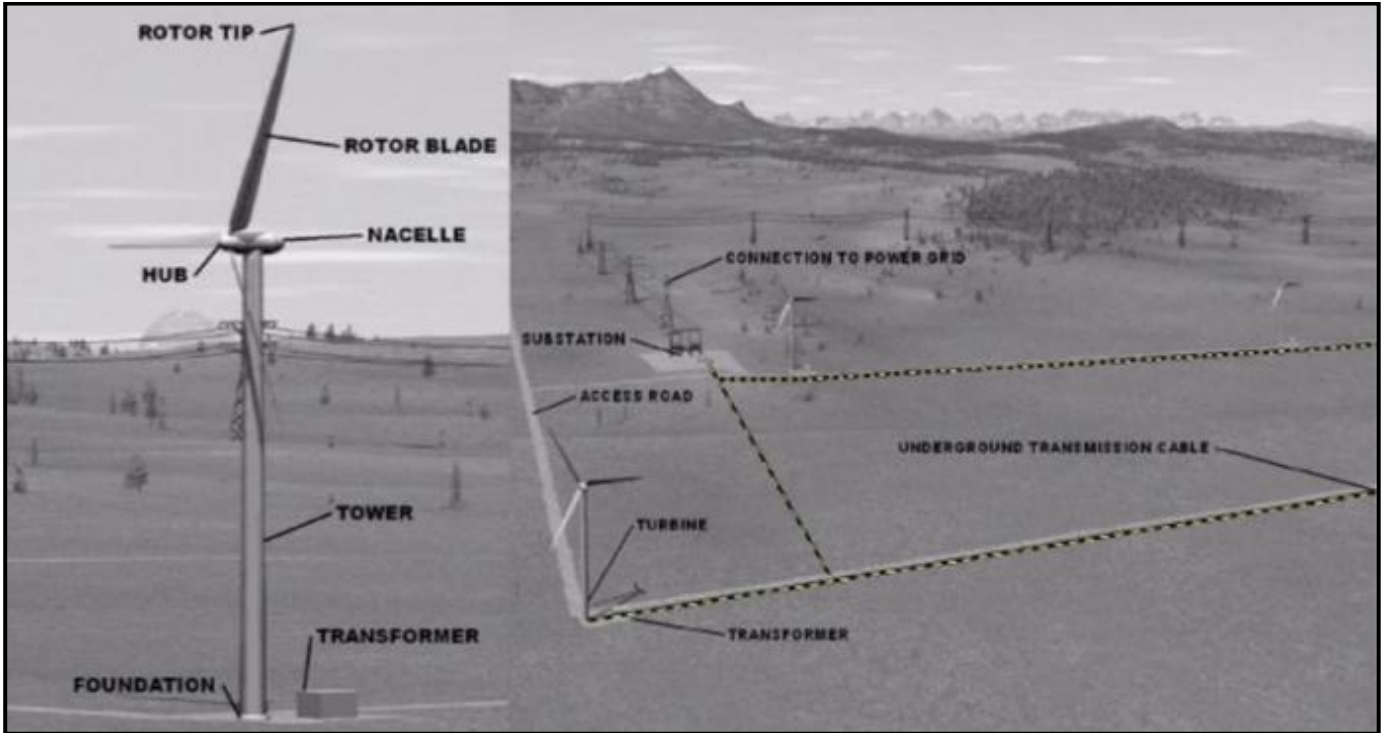 ROTOR TIP
ROTOR BLADE
NACELLE
HUB
TOWER
TRANSFORMER
FOUNDATION
CONNECTION TO POWER GRID
SUBSTATION
ACCESS ROAD
UNDERGROUND TRANSMISSION CABLE
TURBINE
TRANSFORMER